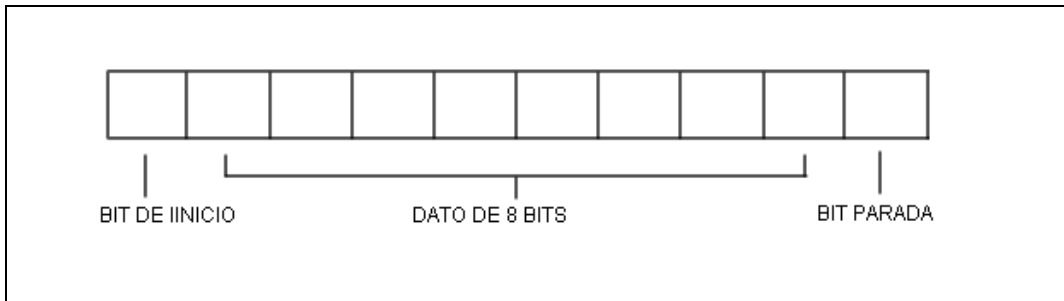 BIT DE IINICIO
DATO DE 8 BITS
BIT PARADA